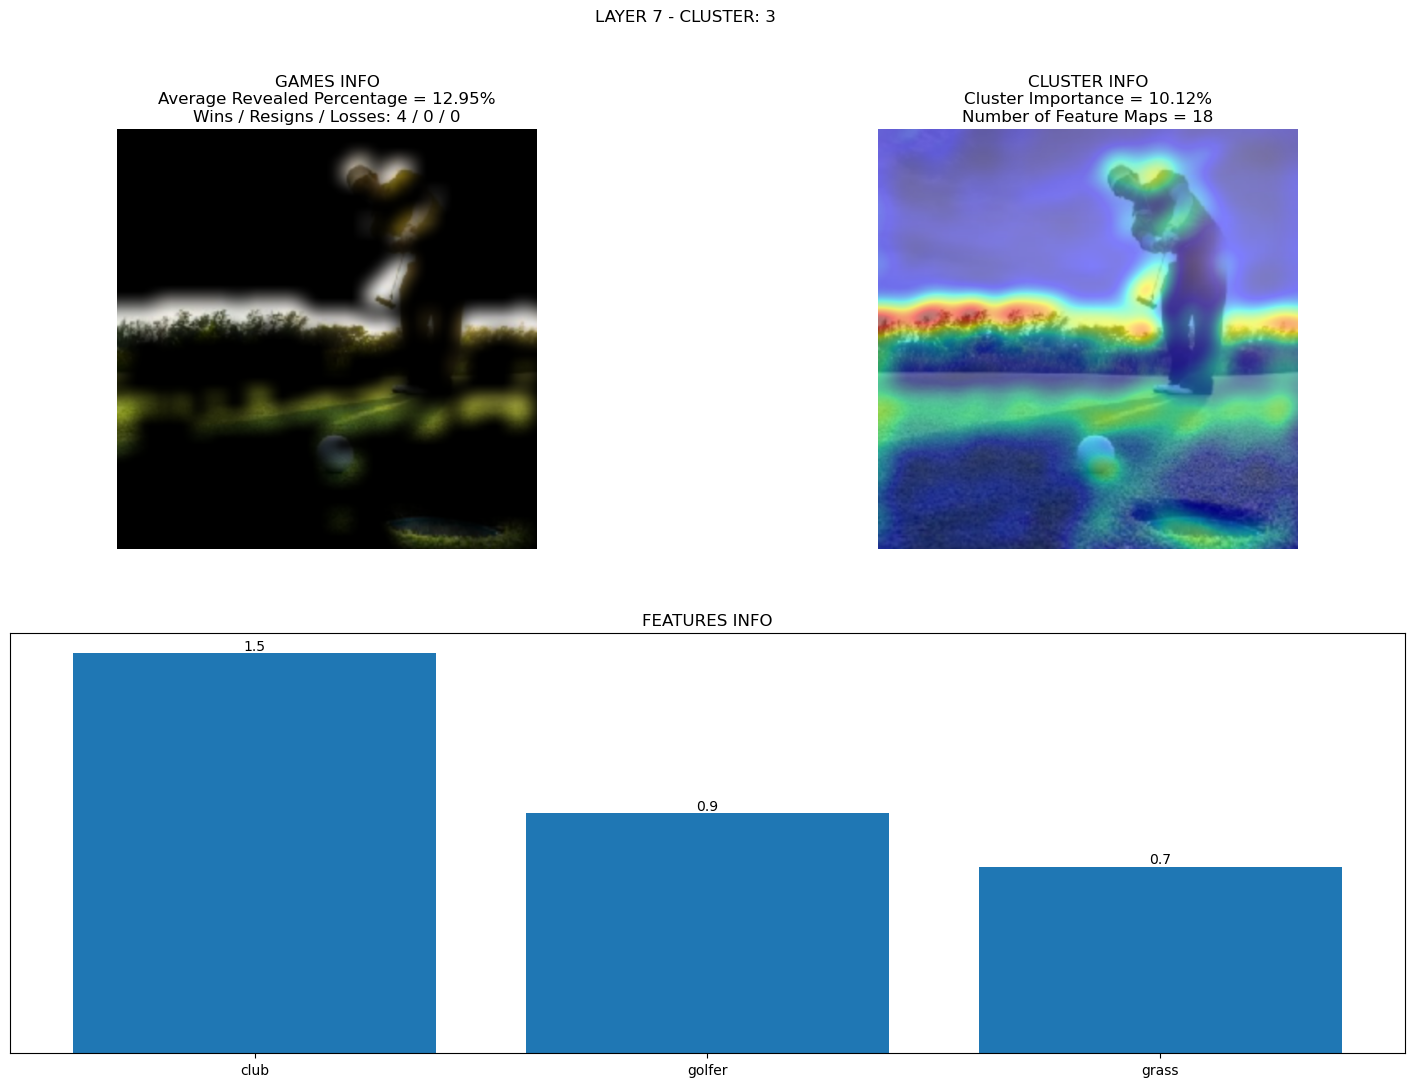 LAYER 7 - CLUSTER: 3
GAMES INFO
Average Revealed Percentage = 12.95%
Wins / Resigns / Losses: 4 / 0 / 0
CLUSTER INFO
Cluster Importance = 10.12%
Number of Feature Maps = 18
FEATURES INFO
1.5
0.9
0.7
club
golfer
grass